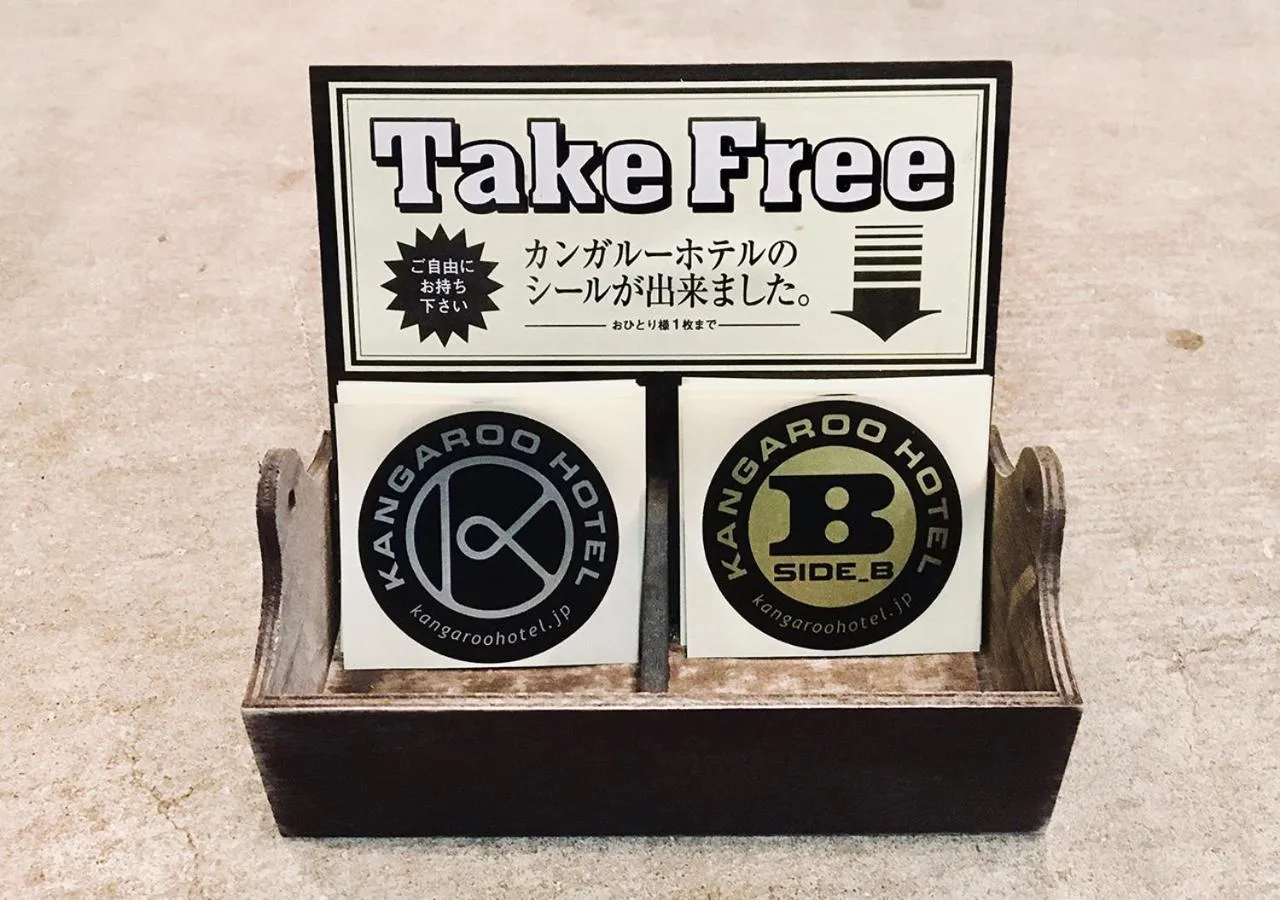 Take Free
ご自由に
お持ち
下さい
カンガルーホテルの
シールが出来ました。
おひとり様1枚まで
KANGAROO HOTEL
kangaroohotel.jp
KANGAROO HOTEL
B
SIDE_B
kangaroohotel.jp